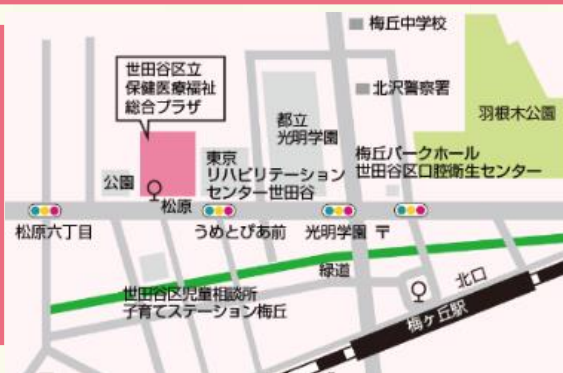 梅丘中学校
世田谷区立
保健医療福祉
総合プラザ
北沢警察署
羽根木公園
都立
光明学園
東京
リハビリテーション
センター世田谷
梅丘パークホール
世田谷区口腔衛生センター
公園
松原
松原六丁目
うめとぴあ前
光明学園
〒
緑道
北口
世田谷区児童相談所
子育てステーション梅丘
梅ヶ丘駅